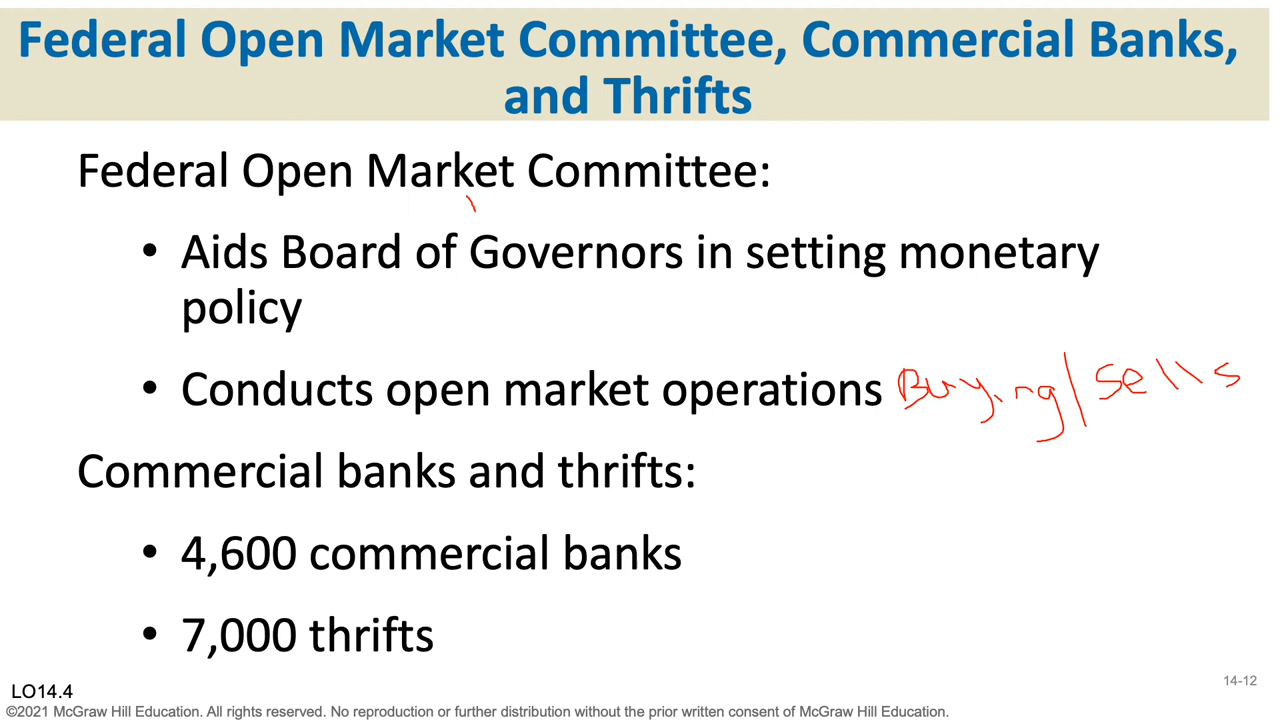 Federal Open Market Committee, Commercial Banks,
and Thrifts
Federal Open Market Committee:
• Aids Board of Governors in setting monetary
policy
• Conducts open market operations Buying/sells
Commercial banks and thrifts:
• 4,600 commercial banks
• 7,000 thrifts
14-12
LO14.4
©2021 McGraw Hill Education. All rights reserved. No reproduction or further distribution without the prior written consent of McGraw Hill Education.